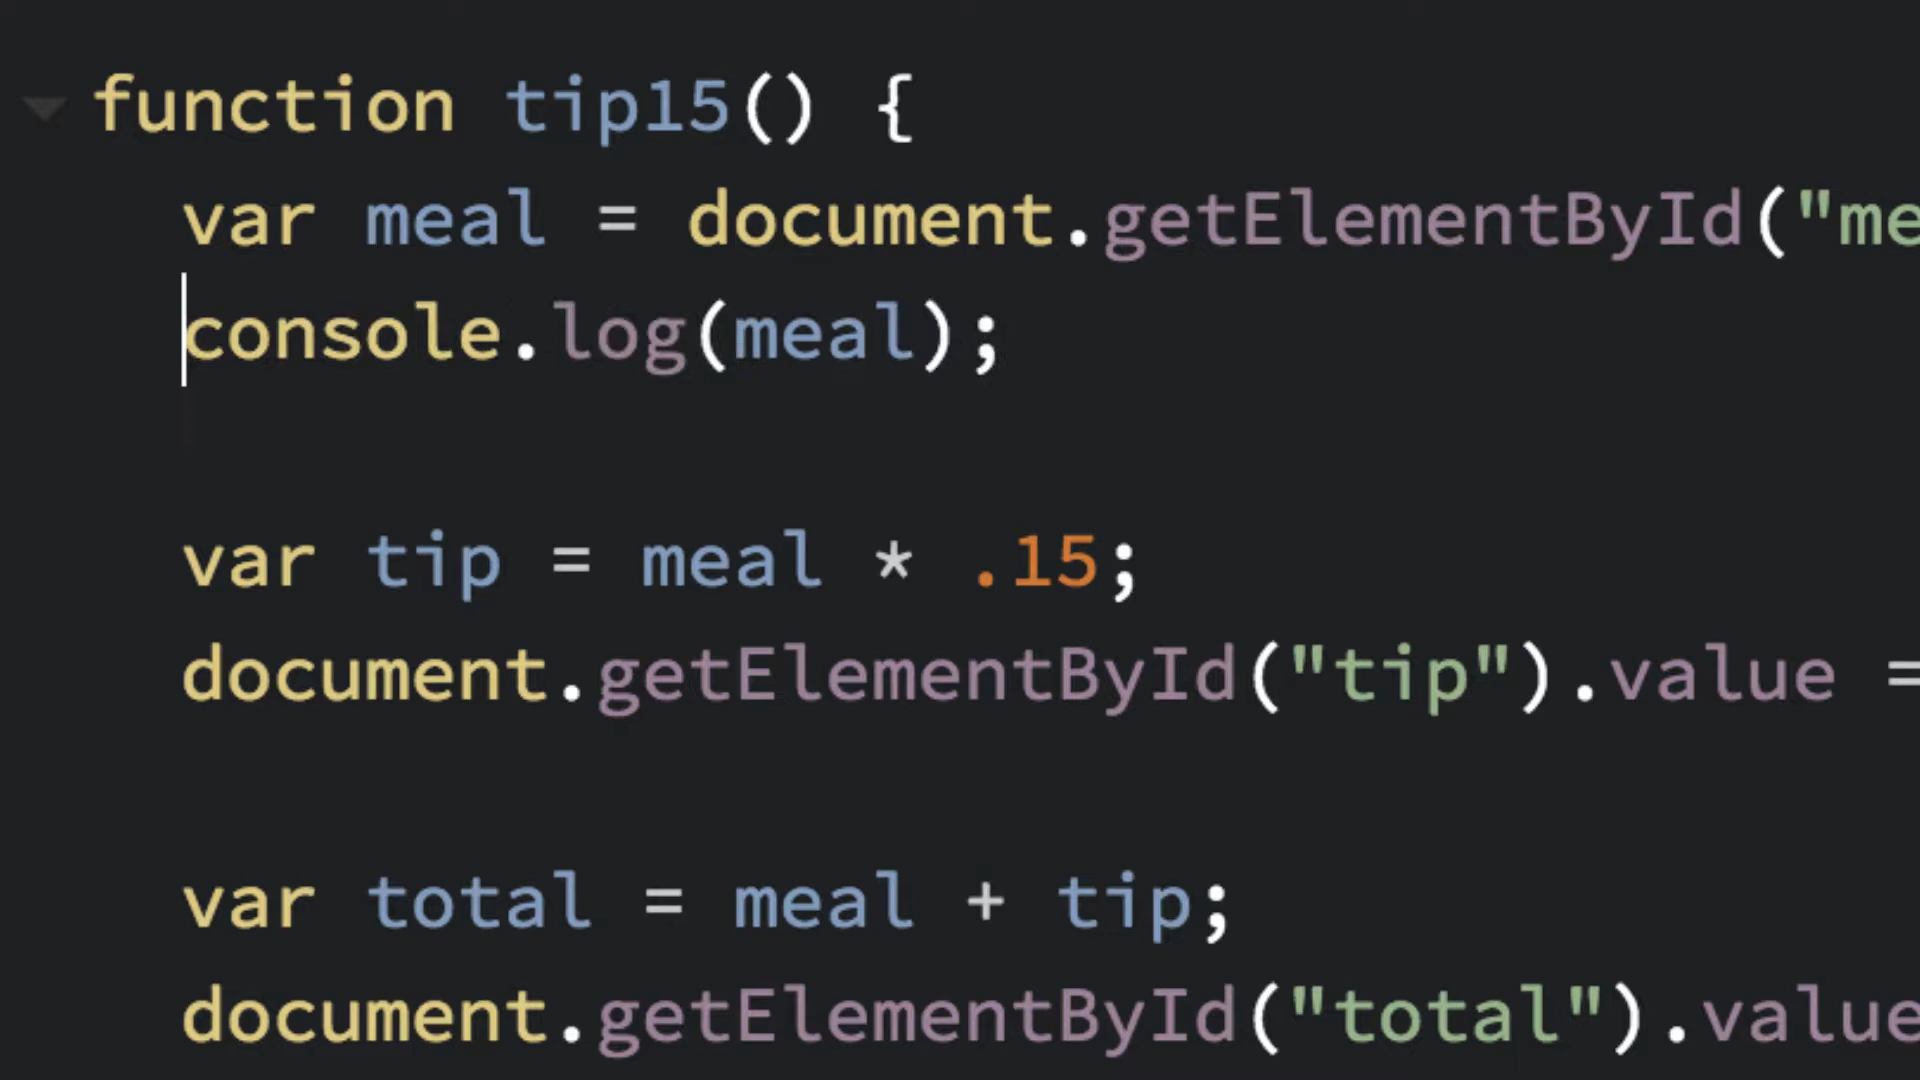 function tip15() {
var meal = document.getElementById("me
console.log(meal);
var tip = meal * .15;
document.getElementById("tip").value =
var total = meal + tip;
document.getElementById("total").value